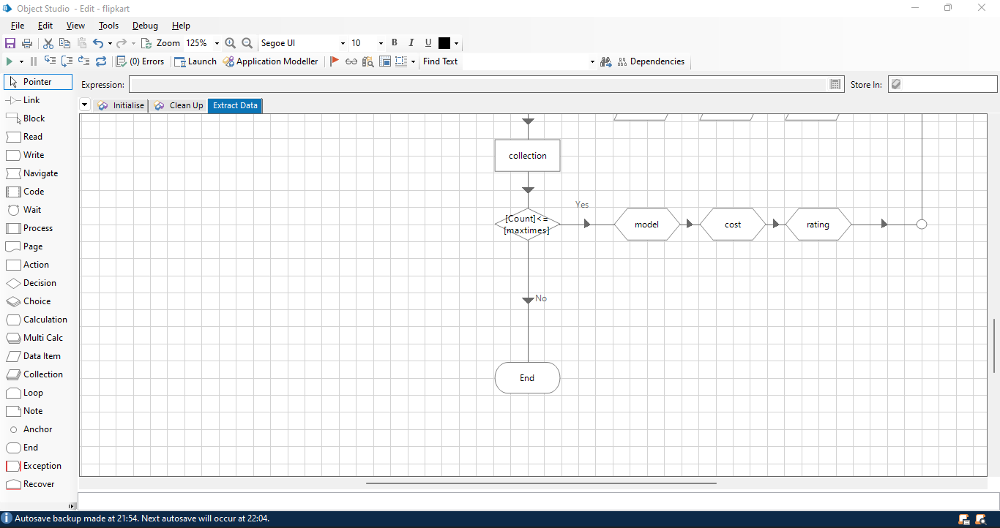 Object Studio - Edit - flipkart
File Edit View Tools Debug Help
Zoom 125% Segoe UI 10 B I U
(0) Errors Launch Application Modeller Find Text Dependencies
Pointer
Link
Block
Read
Write
Navigate
Code
Wait
Process
Page
Action
Decision
Choice
Calculation
Multi Calc
Data Item
Collection
Loop
Note
Anchor
End
Exception
Recover
Expression: Store In:
Initialise Clean Up Extract Data
collection
Yes
[Count]<=
[maxtimes]
model cost rating
No
End
Autosave backup made at 21:54. Next autosave will occur at 22:04.